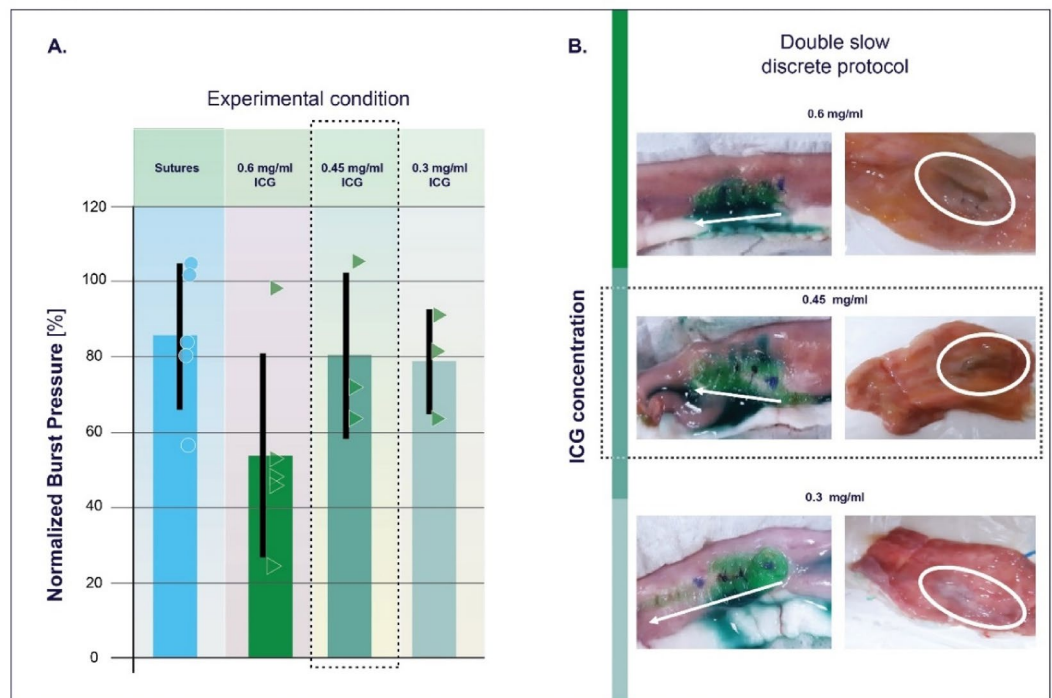 A.
Experimental condition
Sutures
0.6 mg/ml
ICG
0.45 mg/ml
ICG
0.3 mg/ml
ICG
Normalized Burst Pressure [%]
120
100
80
60
40
20
0
B.
Double slow
discrete protocol
ICG concentration
0.6 mg/ml
0.45 mg/ml
0.3 mg/ml